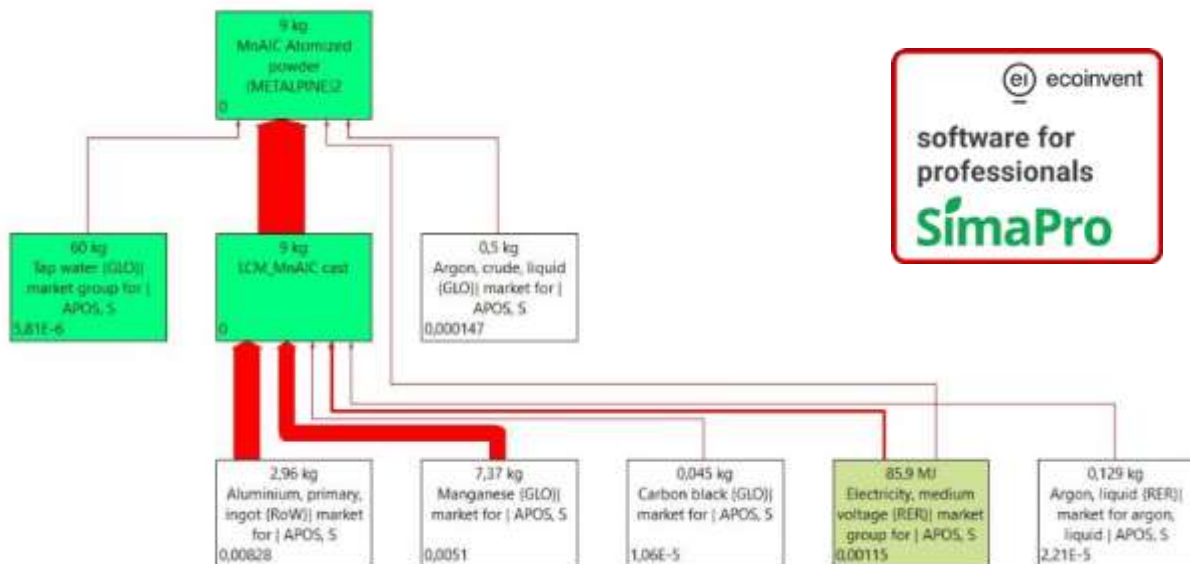 9 kg
MnAlC Atomized
powder
(METALPINE)2
0
ecoinvent
software for
professionals
SimaPro
60 kg
Tap water {GLO}|
market group for |
APOS, S
5,81E-6
9 kg
LCM_MnAlC cast
0
0,5 kg
Argon, crude, liquid
{GLO}| market for |
APOS, S
0,000147
2,96 kg
Aluminium, primary,
ingot {RoW}| market
for | APOS, S
0,00828
7,37 kg
Manganese {GLO}|
market for | APOS, S
0,0051
0,045 kg
Carbon black {GLO}|
market for | APOS, S
1,06E-5
85,9 MJ
Electricity, medium
voltage {RER}| market
group for | APOS, S
0,00115
0,129 kg
Argon, liquid {RER}|
market for argon,
liquid | APOS, S
2,21E-5